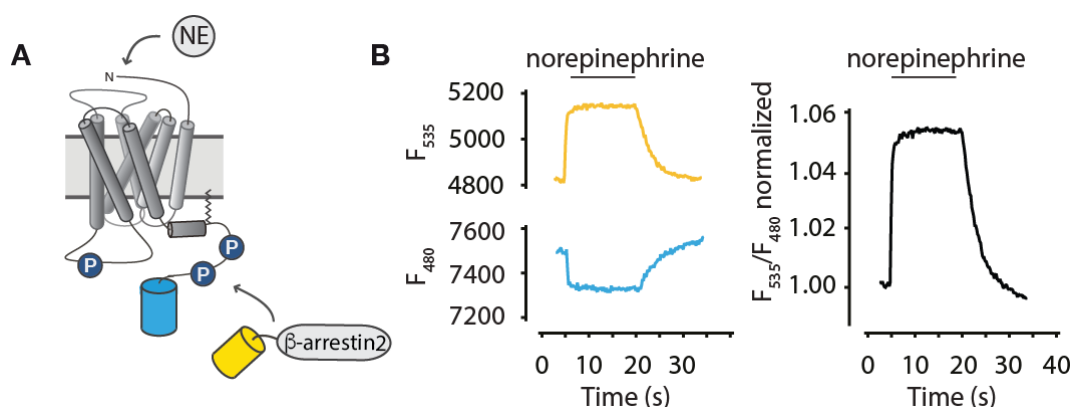 A
NE
N
P
P
P
β-arrestin2
B
norepinephrine
5200
5000
4800
F535
7600
7400
7200
F480
0 10 20 30
Time (s)
norepinephrine
1.06
1.04
1.02
1.00
F535/F480 normalized
0 10 20 30 40
Time (s)